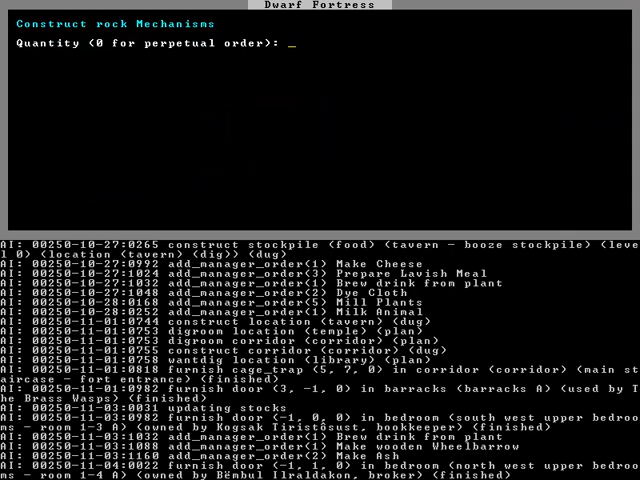 Dwarf Fortress
Construct rock Mechanisms
Quantity (0 for perpetual order): _
AI: 00250-10-27:0265 construct stockpile (food) (tavern - booze stockpile) (leve
l 0) (location (tavern) (dig)) (dug)
AI: 00250-10-27:0992 add_manager_order(1) Make Cheese
AI: 00250-10-27:1024 add_manager_order(3) Prepare Lavish Meal
AI: 00250-10-27:1032 add_manager_order(1) Brew drink from plant
AI: 00250-10-27:1048 add_manager_order(2) Dye Cloth
AI: 00250-10-28:0168 add_manager_order(5) Mill Plants
AI: 00250-10-28:0252 add_manager_order(1) Milk Animal
AI: 00250-11-01:0744 construct location (tavern) (dug)
AI: 00250-11-01:0753 digroom location (temple) (plan)
AI: 00250-11-01:0753 digroom corridor (corridor) (plan)
AI: 00250-11-01:0755 construct corridor (corridor) (dug)
AI: 00250-11-01:0758 wantdig location (library) (plan)
AI: 00250-11-01:0818 furnish cage_trap (5, 7, 0) in corridor (corridor) (main st
aircase - fort entrance) (finished)
AI: 00250-11-01:0982 furnish door (3, -1, 0) in barracks (barracks A) (used by T
he Brass Wasps) (finished)
AI: 00250-11-03:0031 updating stocks
AI: 00250-11-03:0982 furnish door (-1, 0, 0) in bedroom (south west upper bedroo
ms - room 1-3 A) (owned by Kogsak Tiristôsust, bookkeeper) (finished)
AI: 00250-11-03:1032 add_manager_order(1) Brew drink from plant
AI: 00250-11-03:1088 add_manager_order(1) Make wooden Wheelbarrow
AI: 00250-11-03:1160 add_manager_order(2) Make Ash
AI: 00250-11-04:0022 furnish door (-1, 1, 0) in bedroom (north west upper bedroo
ms - room 1-4 A) (owned by Bëmbul Ilraldakon, broker) (finished)